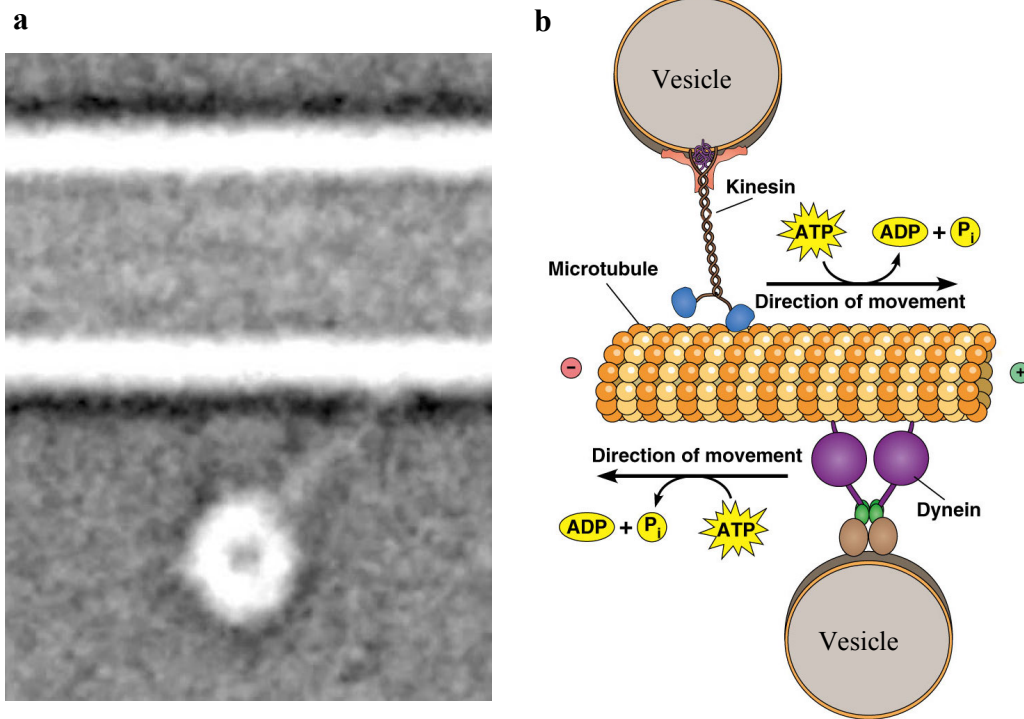 a
b
Vesicle
Kinesin
ATP
ADP + Pi
Microtubule
Direction of movement
−
+
Direction of movement
Dynein
ADP + Pi
ATP
Vesicle